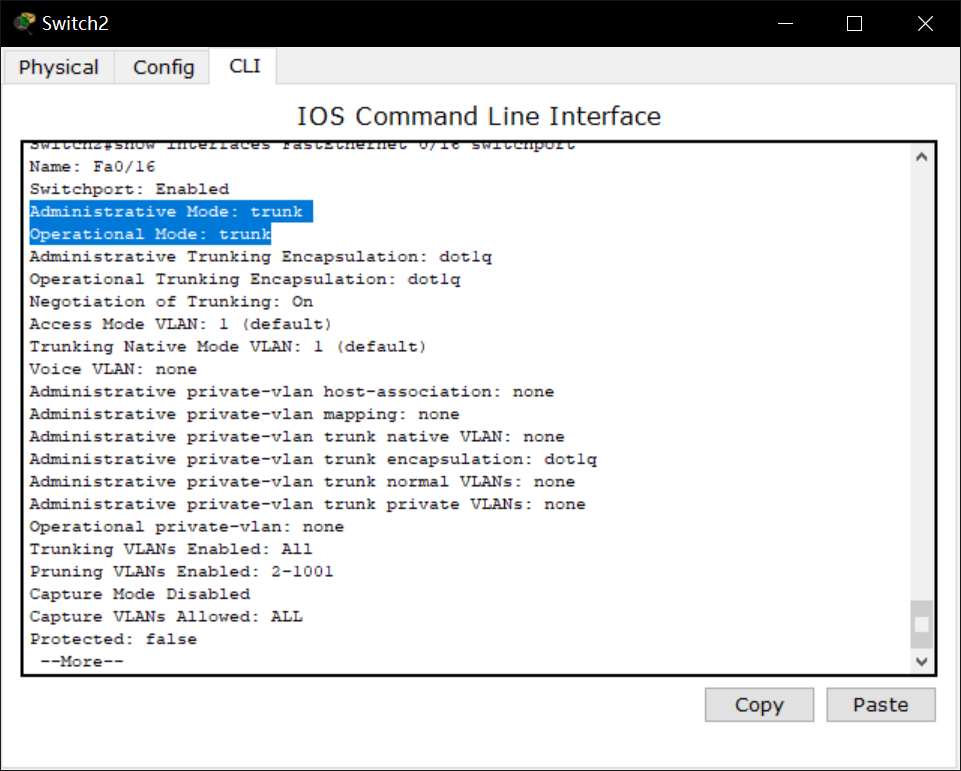 Switch2
Physical Config CLI
IOS Command Line Interface
Switch2#show interfaces FastEthernet 0/16 switchport
Name: Fa0/16
Switchport: Enabled
Administrative Mode: trunk
Operational Mode: trunk
Administrative Trunking Encapsulation: dot1q
Operational Trunking Encapsulation: dot1q
Negotiation of Trunking: On
Access Mode VLAN: 1 (default)
Trunking Native Mode VLAN: 1 (default)
Voice VLAN: none
Administrative private-vlan host-association: none
Administrative private-vlan mapping: none
Administrative private-vlan trunk native VLAN: none
Administrative private-vlan trunk encapsulation: dot1q
Administrative private-vlan trunk normal VLANs: none
Administrative private-vlan trunk private VLANs: none
Operational private-vlan: none
Trunking VLANs Enabled: All
Pruning VLANs Enabled: 2-1001
Capture Mode Disabled
Capture VLANs Allowed: ALL
Protected: false
--More--
Copy Paste